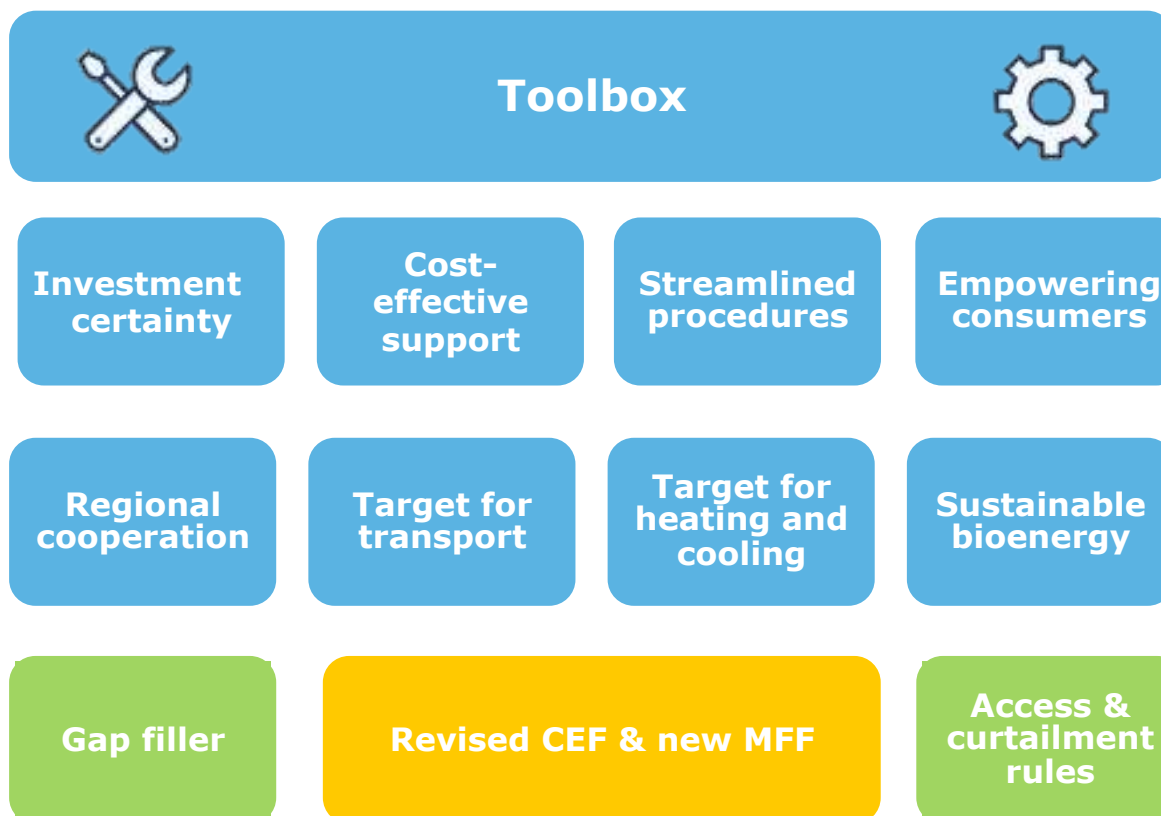 Toolbox
Investment
certainty
Cost-
effective
support
Streamlined
procedures
Empowering
consumers
Regional
cooperation
Target for
transport
Target for
heating and
cooling
Sustainable
bioenergy
Gap filler
Revised CEF & new MFF
Access &
curtailment
rules